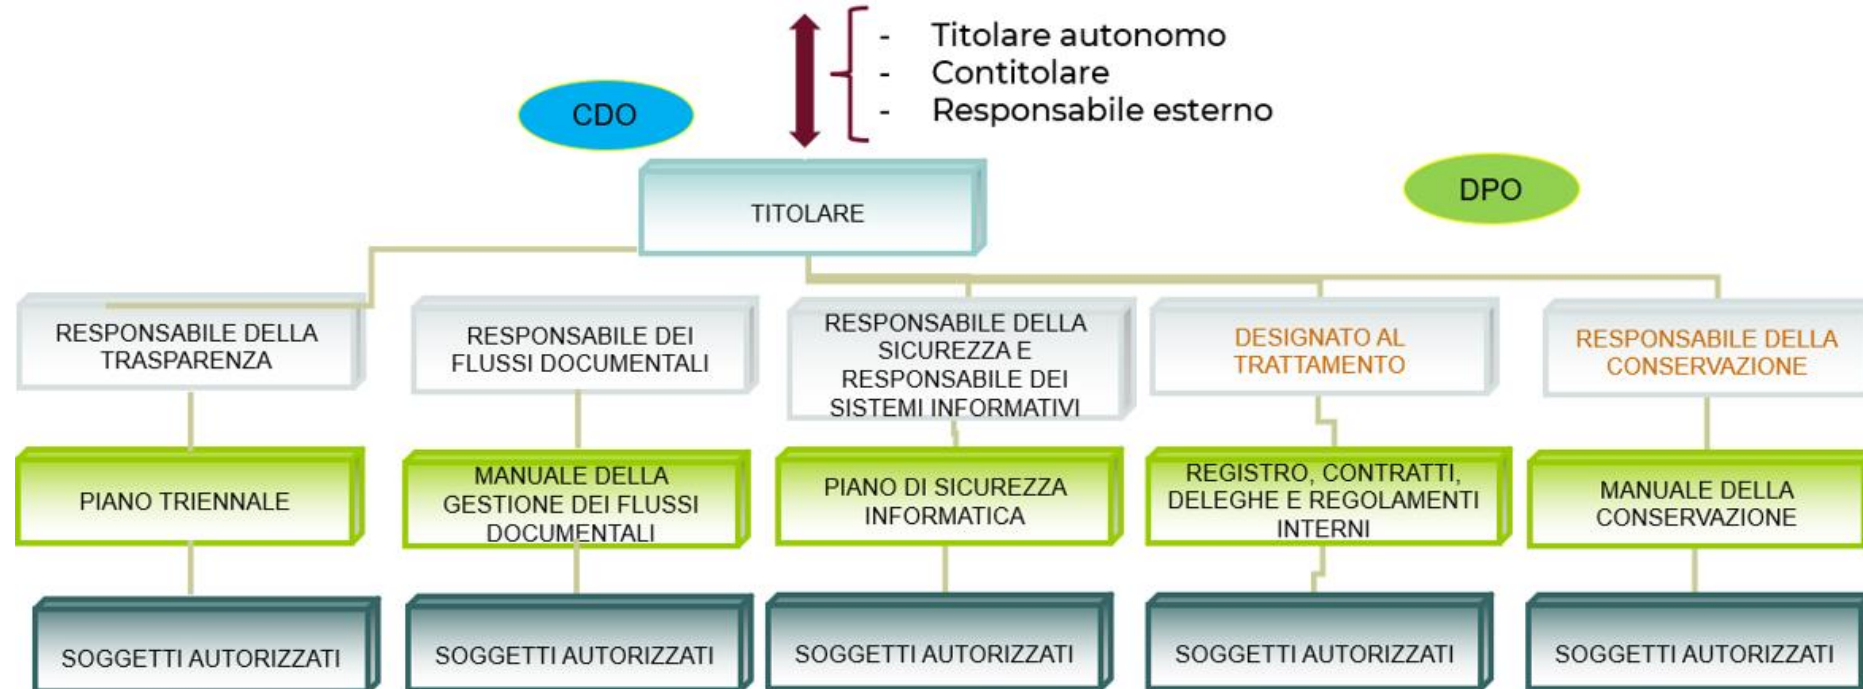 - Titolare autonomo
- Contitolare
- Responsabile esterno
CDO
DPO
TITOLARE
RESPONSABILE DELLA
TRASPARENZA
RESPONSABILE DEI
FLUSSI DOCUMENTALI
RESPONSABILE DELLA
SICUREZZA E
RESPONSABILE DEI
SISTEMI INFORMATIVI
DESIGNATO AL
TRATTAMENTO
RESPONSABILE DELLA
CONSERVAZIONE
PIANO TRIENNALE
MANUALE DELLA
GESTIONE DEI FLUSSI
DOCUMENTALI
PIANO DI SICUREZZA
INFORMATICA
REGISTRO, CONTRATTI,
DELEGHE E REGOLAMENTI
INTERNI
MANUALE DELLA
CONSERVAZIONE
SOGGETTI AUTORIZZATI
SOGGETTI AUTORIZZATI
SOGGETTI AUTORIZZATI
SOGGETTI AUTORIZZATI
SOGGETTI AUTORIZZATI